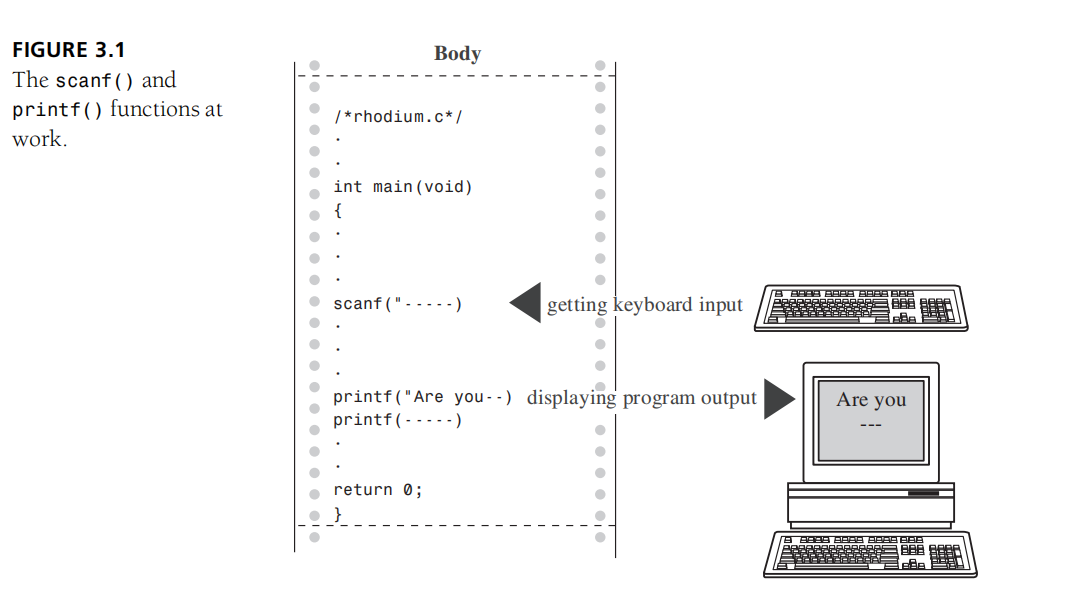 FIGURE 3.1
The scanf() and
printf() functions at
work.
Body
/*rhodium.c*/
.
.
int main(void)
{
.
.
.
scanf("-----)
getting keyboard input
.
.
.
printf("Are you--)
displaying program output
Are you
---
printf(-----)
.
.
return 0;
}